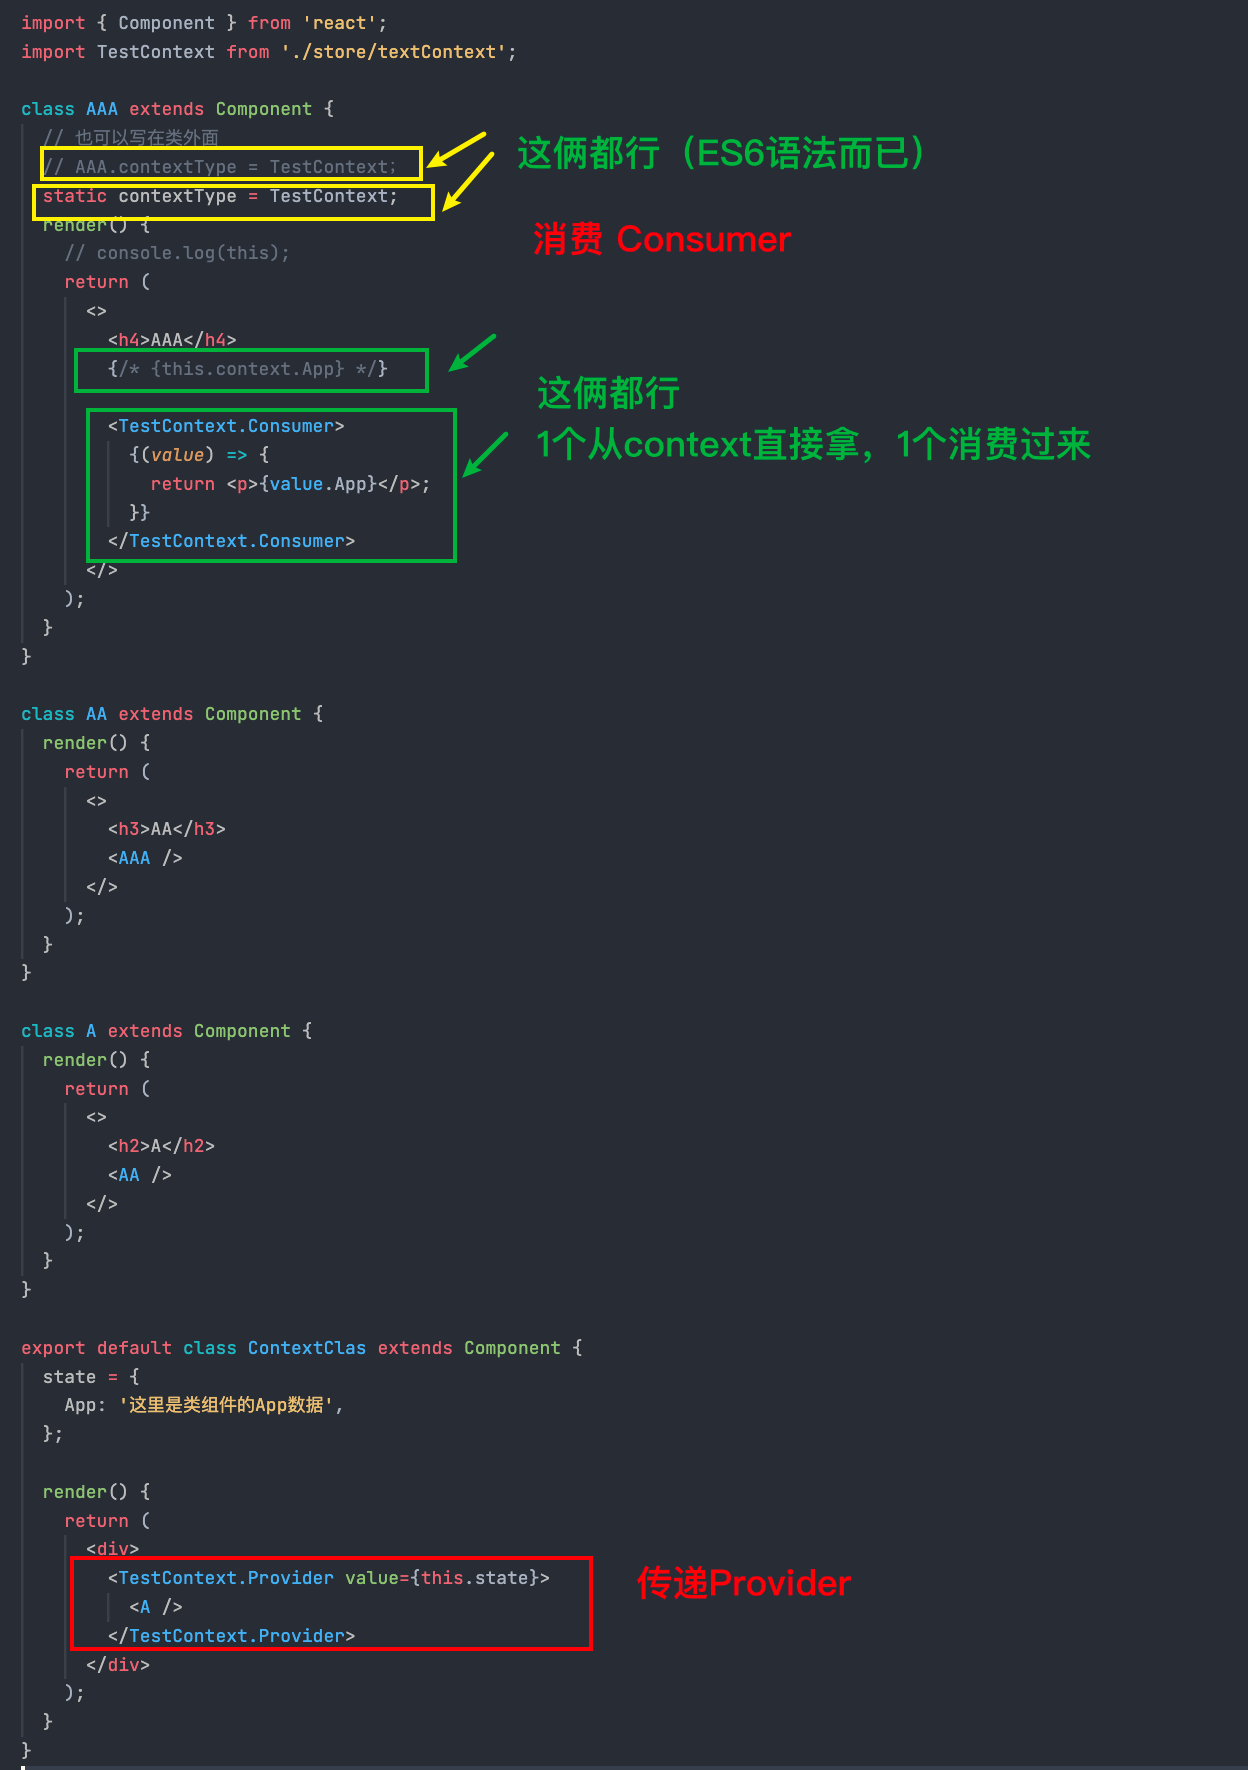 import { Component } from 'react';
import TestContext from './store/textContext';
class AAA extends Component {
// 也可以写在类外面
// AAA.contextType = TestContext;
static contextType = TestContext;
这俩都行（ES6语法而已）
render() {
消费 Consumer
// console.log(this);
return (
<>
<h4>AAA</h4>
{/* {this.context.App} */}
这俩都行
1个从context直接拿，1个消费过来
<TestContext.Consumer>
{(value) => {
return <p>{value.App}</p>;
}}
</TestContext.Consumer>
</>
);
}
}
class AA extends Component {
render() {
return (
<>
<h3>AA</h3>
<AAA />
</>
);
}
}
class A extends Component {
render() {
return (
<>
<h2>A</h2>
<AA />
</>
);
}
}
export default class ContextClas extends Component {
state = {
App: '这里是类组件的App数据',
};
render() {
return (
<div>
<TestContext.Provider value={this.state}>
传递Provider
<A />
</TestContext.Provider>
</div>
);
}
}